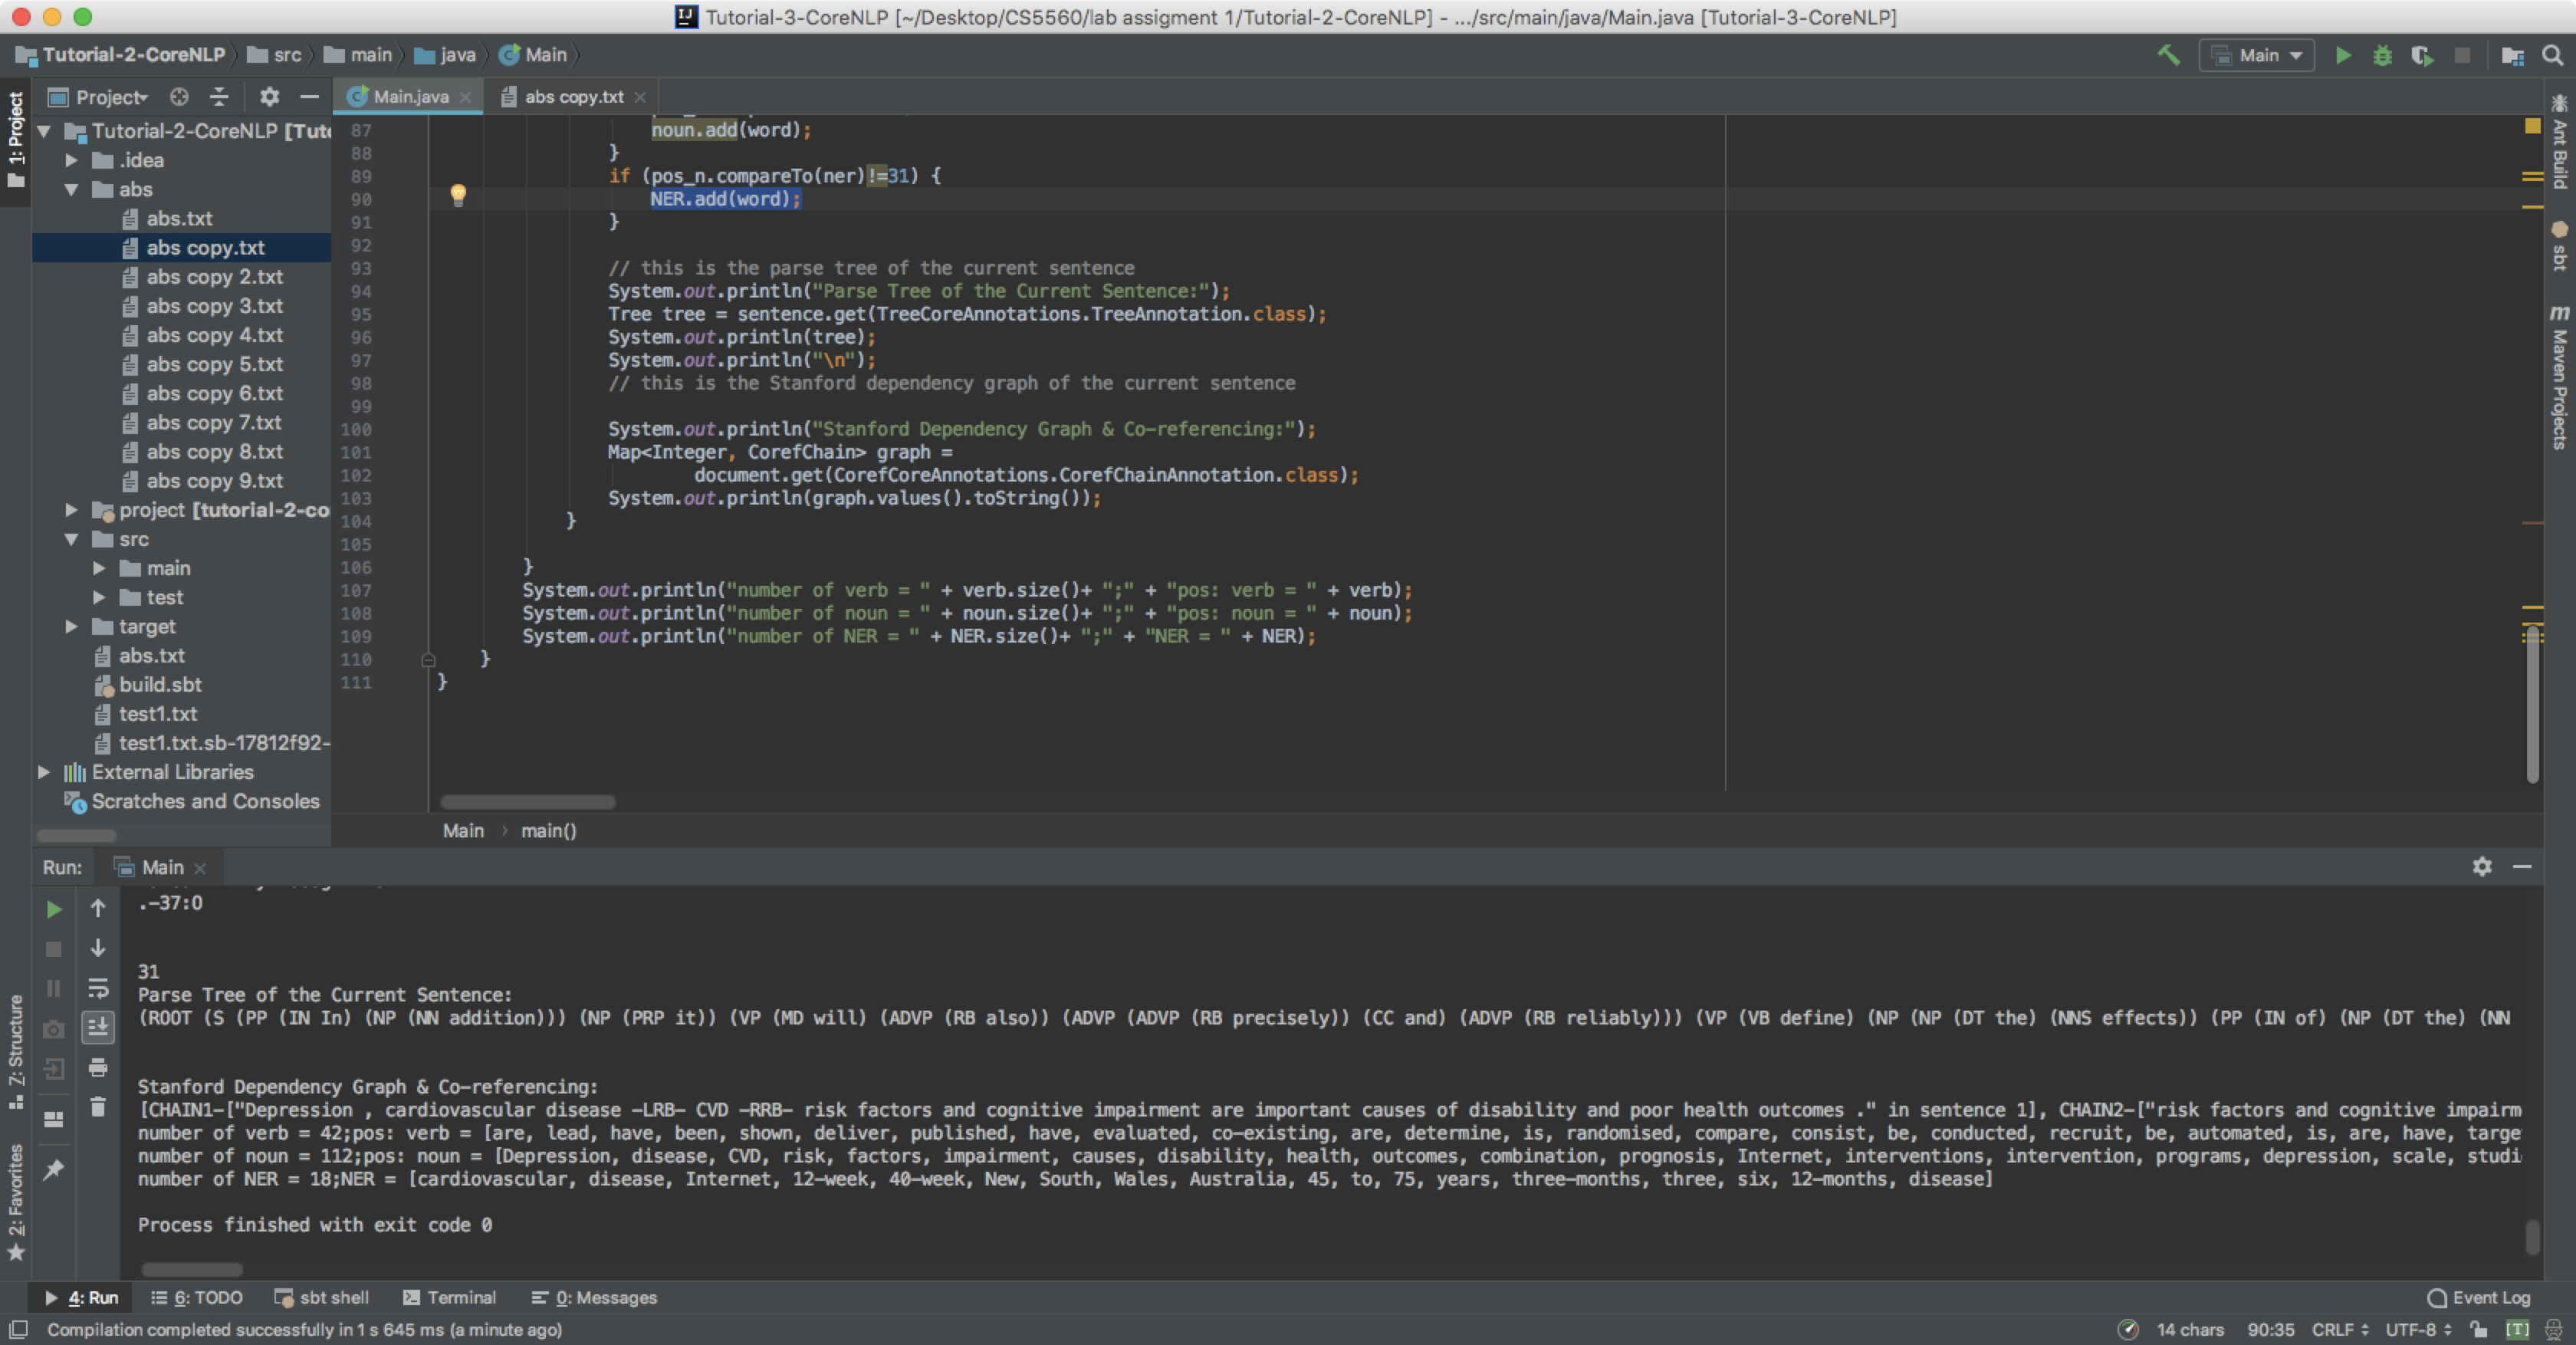 Tutorial-3-CoreNLP [~/Desktop/CS5560/lab assigment 1/Tutorial-2-CoreNLP] - .../src/main/java/Main.java [Tutorial-3-CoreNLP]
Tutorial-2-CoreNLP src main java Main Main
1: Project
Project
Main.java abs copy.txt
Tutorial-2-CoreNLP [Tuto
.idea
abs
abs.txt
abs copy.txt
abs copy 2.txt
abs copy 3.txt
abs copy 4.txt
abs copy 5.txt
abs copy 6.txt
abs copy 7.txt
abs copy 8.txt
abs copy 9.txt
project [tutorial-2-co
src
main
test
target
abs.txt
build.sbt
test1.txt
test1.txt.sb-17812f92-
External Libraries
Scratches and Consoles
87 noun.add(word);
88 }
89 if (pos_n.compareTo(ner)!=31) {
90 NER.add(word);
91 }
92
93 // this is the parse tree of the current sentence
94 System.out.println("Parse Tree of the Current Sentence:");
95 Tree tree = sentence.get(TreeCoreAnnotations.TreeAnnotation.class);
96 System.out.println(tree);
97 System.out.println("\n");
98 // this is the Stanford dependency graph of the current sentence
99
100 System.out.println("Stanford Dependency Graph & Co-referencing:");
101 Map<Integer, CorefChain> graph =
102 document.get(CorefCoreAnnotations.CorefChainAnnotation.class);
103 System.out.println(graph.values().toString());
104 }
105
106 }
107 System.out.println("number of verb = " + verb.size()+ ";" + "pos: verb = " + verb);
108 System.out.println("number of noun = " + noun.size()+ ";" + "pos: noun = " + noun);
109 System.out.println("number of NER = " + NER.size()+ ";" + "NER = " + NER);
110 }
111 }
Main main()
Ant Build
sbt
m Maven Projects
Run: Main
.-37:0
31
Parse Tree of the Current Sentence:
(ROOT (S (PP (IN In) (NP (NN addition))) (NP (PRP it)) (VP (MD will) (ADVP (RB also)) (ADVP (ADVP (RB precisely)) (CC and) (ADVP (RB reliably))) (VP (VB define) (NP (NP (DT the) (NNS effects)) (PP (IN of) (NP (DT the) (NN
Stanford Dependency Graph & Co-referencing:
[CHAIN1-["Depression , cardiovascular disease -LRB- CVD -RRB- risk factors and cognitive impairment are important causes of disability and poor health outcomes ." in sentence 1], CHAIN2-["risk factors and cognitive impairm
number of verb = 42;pos: verb = [are, lead, have, been, shown, deliver, published, have, evaluated, co-existing, are, determine, is, randomised, compare, consist, be, conducted, recruit, be, automated, is, are, have, targe
number of noun = 112;pos: noun = [Depression, disease, CVD, risk, factors, impairment, causes, disability, health, outcomes, combination, prognosis, Internet, interventions, intervention, programs, depression, scale, studi
number of NER = 18;NER = [cardiovascular, disease, Internet, 12-week, 40-week, New, South, Wales, Australia, 45, to, 75, years, three-months, three, six, 12-months, disease]
Process finished with exit code 0
Z: Structure
2: Favorites
4: Run 6: TODO sbt shell Terminal 0: Messages Event Log
Compilation completed successfully in 1 s 645 ms (a minute ago) 14 chars 90:35 CRLF UTF-8 [T]